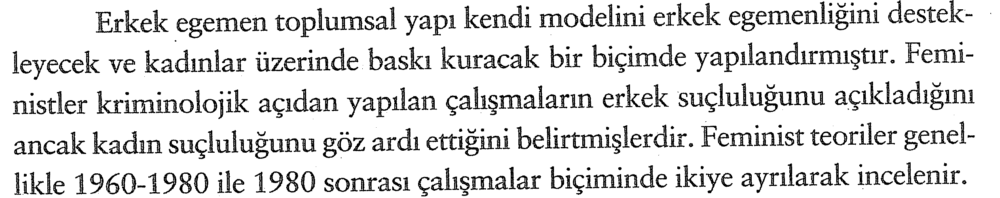 Erkek egemen toplumsal yapı kendi modelini erkek egemenliğini destek-
leyecek ve kadınlar üzerinde baskı kuracak bir biçimde yapılandırmıştır. Femi-
nistler kriminolojik açıdan yapılan çalışmaların erkek suçluluğunu açıkladığını
ancak kadın suçluluğunu göz ardı ettiğini belirtmişlerdir. Feminist teoriler genel-
likle 1960-1980 ile 1980 sonrası çalışmalar biçiminde ikiye ayrılarak incelenir.